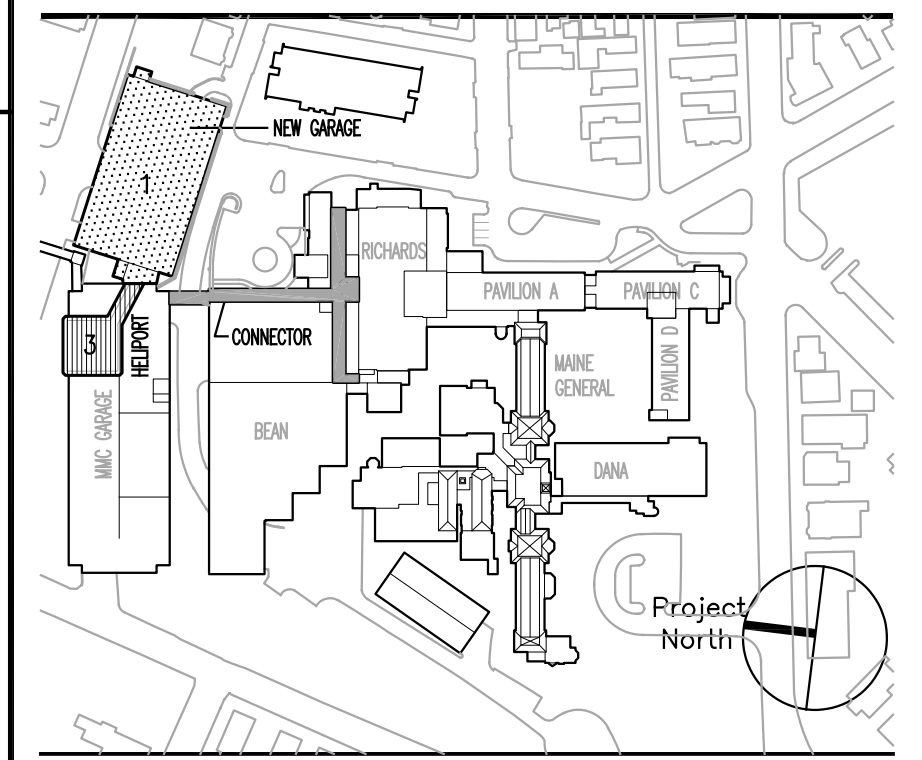 NEW GARAGE
1
RICHARDS
PAVILION A
PAVILION C
CONNECTOR
HELIPORT
3
MAINE
GENERAL
PAVILION D
MMC GARAGE
BEAN
DANA
Project
North